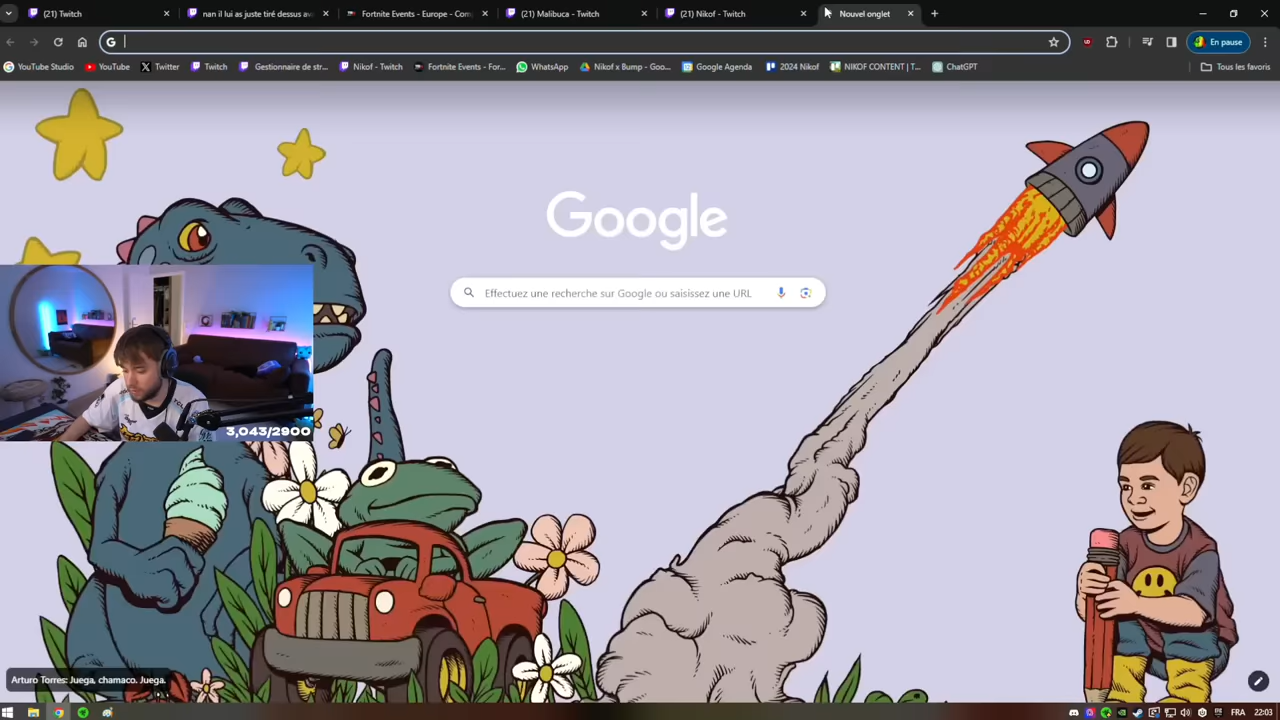 (21) Twitch
nan il lui as juste tiré dessus av
Fortnite Events - Europe - Com
(21) Malibuca - Twitch
(21) Nikof - Twitch
Nouvel onglet
En pause
YouTube Studio
YouTube
Twitter
Twitch
Gestionnaire de str...
Nikof - Twitch
Fortnite Events - For...
WhatsApp
Nikof x Bump - Goo...
Google Agenda
2024 Nikof
NIKOF CONTENT | T...
ChatGPT
Tous les favoris
Google
Effectuez une recherche sur Google ou saisissez une URL
3,043/2900
Arturo Torres: Juega, chamaco. Juega.
FRA
22:03